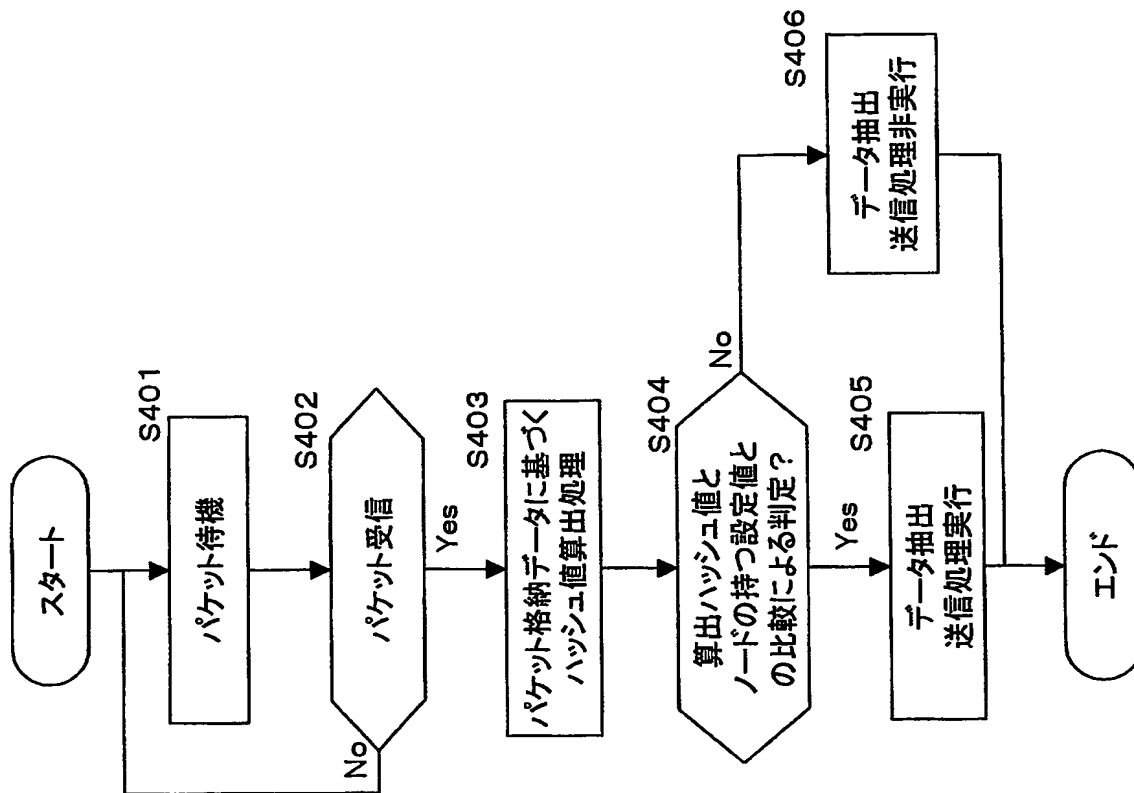 スタート
S401
パケット待機
S402
パケット受信
No
Yes
S403
パケット格納データに基づく
ハッシュ値算出処理
S404
算出ハッシュ値と
ノードの持つ設定値と
の比較による判定？
No
Yes
S405
データ抽出
送信処理実行
S406
データ抽出
送信処理非実行
エンド